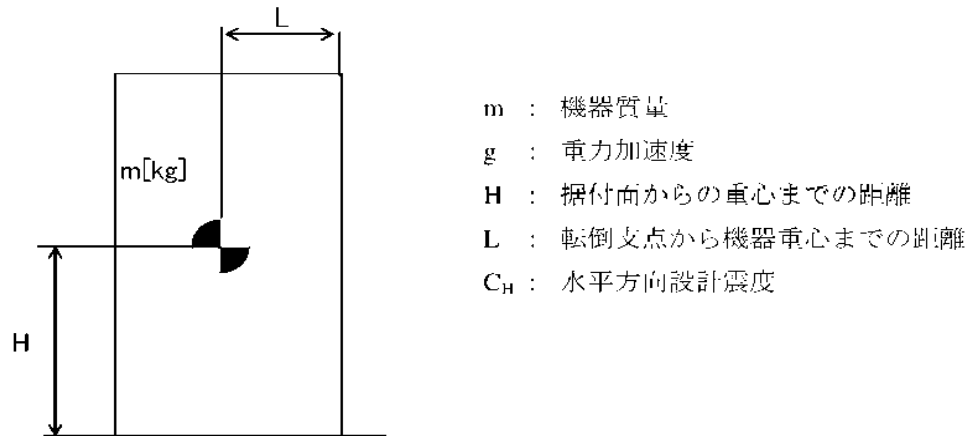 L
m[kg]
H
m : 機器質量
g : 重力加速度
H : 据付面からの重心までの距離
L : 転倒支点から機器重心までの距離
CH : 水平方向設計震度